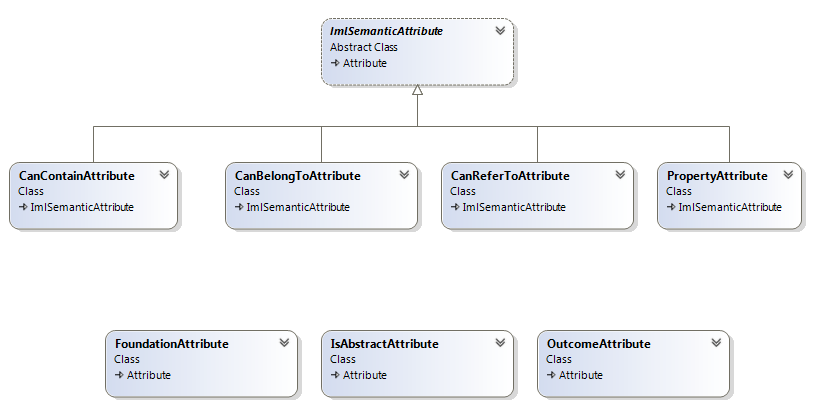 ImlSemanticAttribute
Abstract Class
Attribute
CanContainAttribute
Class
ImlSemanticAttribute
CanBelongToAttribute
Class
ImlSemanticAttribute
CanReferToAttribute
Class
ImlSemanticAttribute
PropertyAttribute
Class
ImlSemanticAttribute
FoundationAttribute
Class
Attribute
IsAbstractAttribute
Class
Attribute
OutcomeAttribute
Class
Attribute